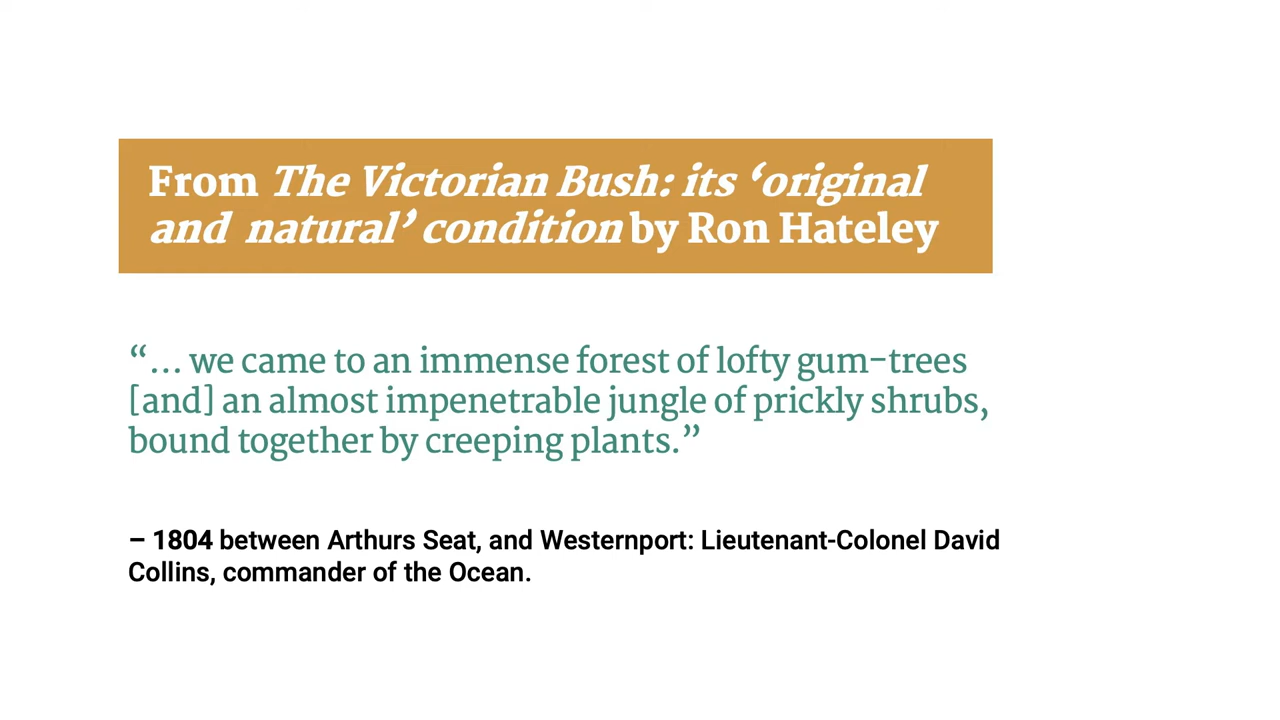 From The Victorian Bush: its ‘original
and natural’ condition by Ron Hateley
“... we came to an immense forest of lofty gum-trees
[and] an almost impenetrable jungle of prickly shrubs,
bound together by creeping plants.”
– 1804 between Arthurs Seat, and Westernport: Lieutenant-Colonel David
Collins, commander of the Ocean.